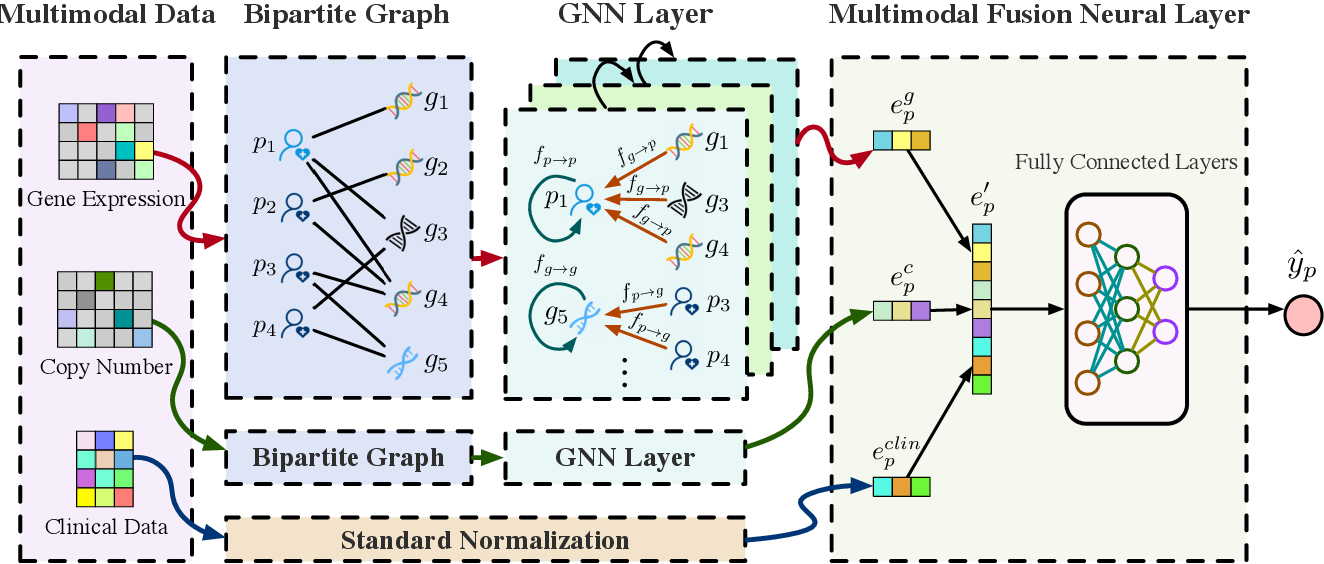 Multimodal Data
Bipartite Graph
GNN Layer
Multimodal Fusion Neural Layer
Gene Expression
Copy Number
Clinical Data
p1
p2
p3
p4
g1
g2
g3
g4
g5
fp→p
p1
fg→p
fg→p
fg→p
g1
g3
g4
fg→g
g5
fp→g
fp→g
p3
p4
⋮
Bipartite Graph
GNN Layer
Standard Normalization
e_p^g
e_p^c
e_p^{clin}
e'_p
Fully Connected Layers
ŷ_p